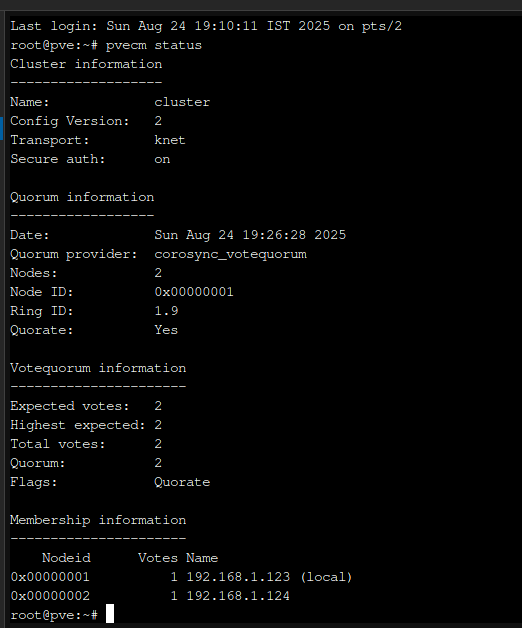 Last login: Sun Aug 24 19:10:11 IST 2025 on pts/2
root@pve:~# pvecm status
Cluster information
-------------------
Name:             cluster
Config Version:   2
Transport:        knet
Secure auth:      on

Quorum information
------------------
Date:             Sun Aug 24 19:26:28 2025
Quorum provider:  corosync_votequorum
Nodes:            2
Node ID:          0x00000001
Ring ID:          1.9
Quorate:          Yes

Votequorum information
----------------------
Expected votes:   2
Highest expected: 2
Total votes:      2
Quorum:           2
Flags:            Quorate

Membership information
----------------------
    Nodeid      Votes Name
0x00000001          1 192.168.1.123 (local)
0x00000002          1 192.168.1.124
root@pve:~#